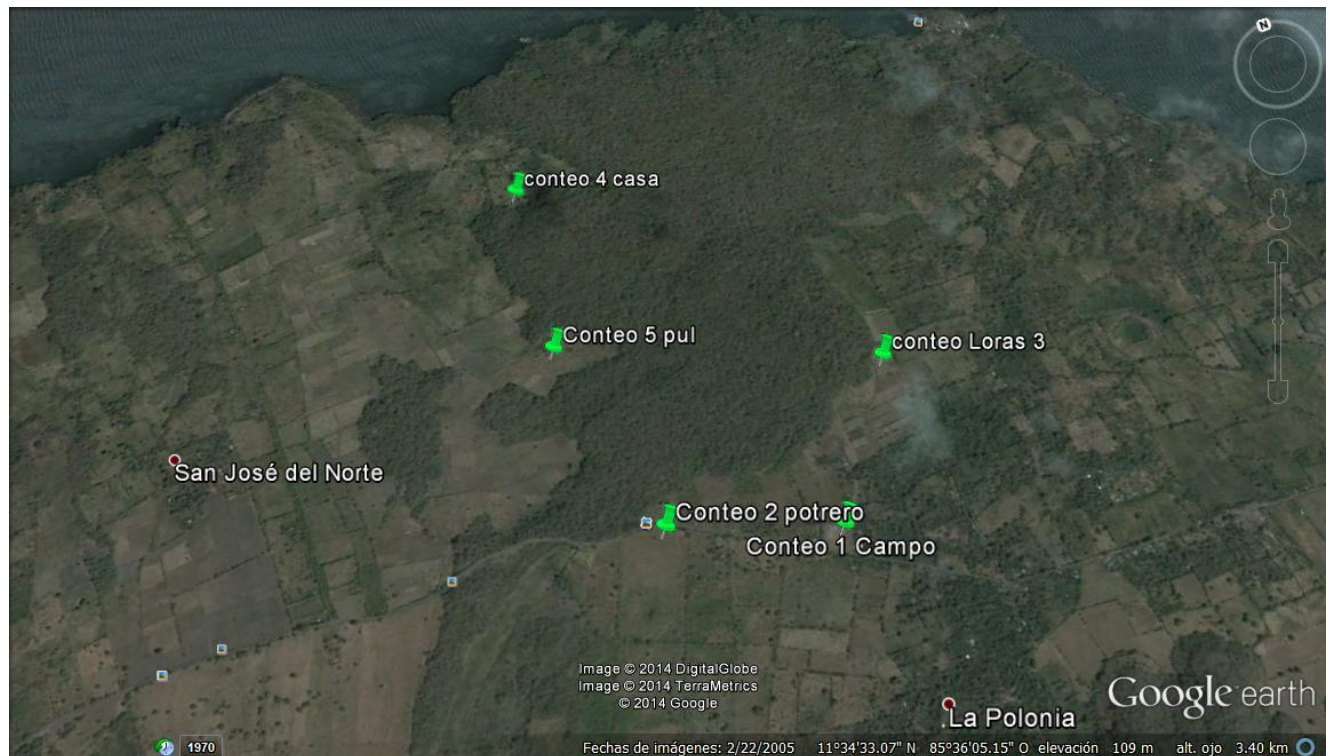 N
conteo 4 casa
Conteo 5 pul
conteo Loras 3
San José del Norte
Conteo 2 potrero
Conteo 1 Campo
Image © 2014 DigitalGlobe
Image © 2014 TerraMetrics
© 2014 Google
Google earth
La Polonia
1970
Fechas de imágenes: 2/22/2005 11°34'33.07" N 85°36'05.15" O elevación 109 m alt. ojo 3.40 km